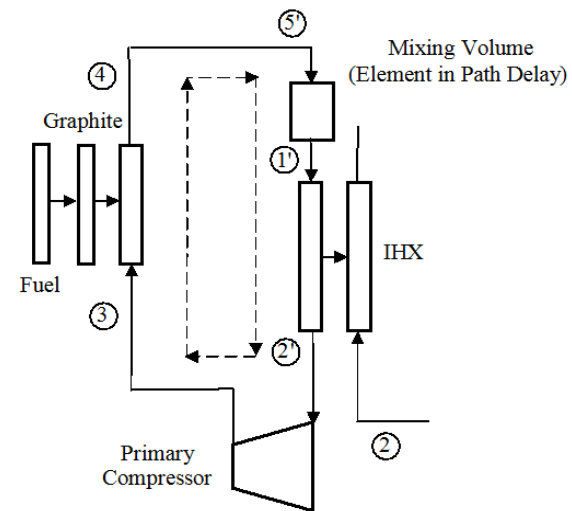 5'
Mixing Volume
(Element in Path Delay)
4
Graphite
1'
IHX
Fuel
3
2'
2
Primary
Compressor